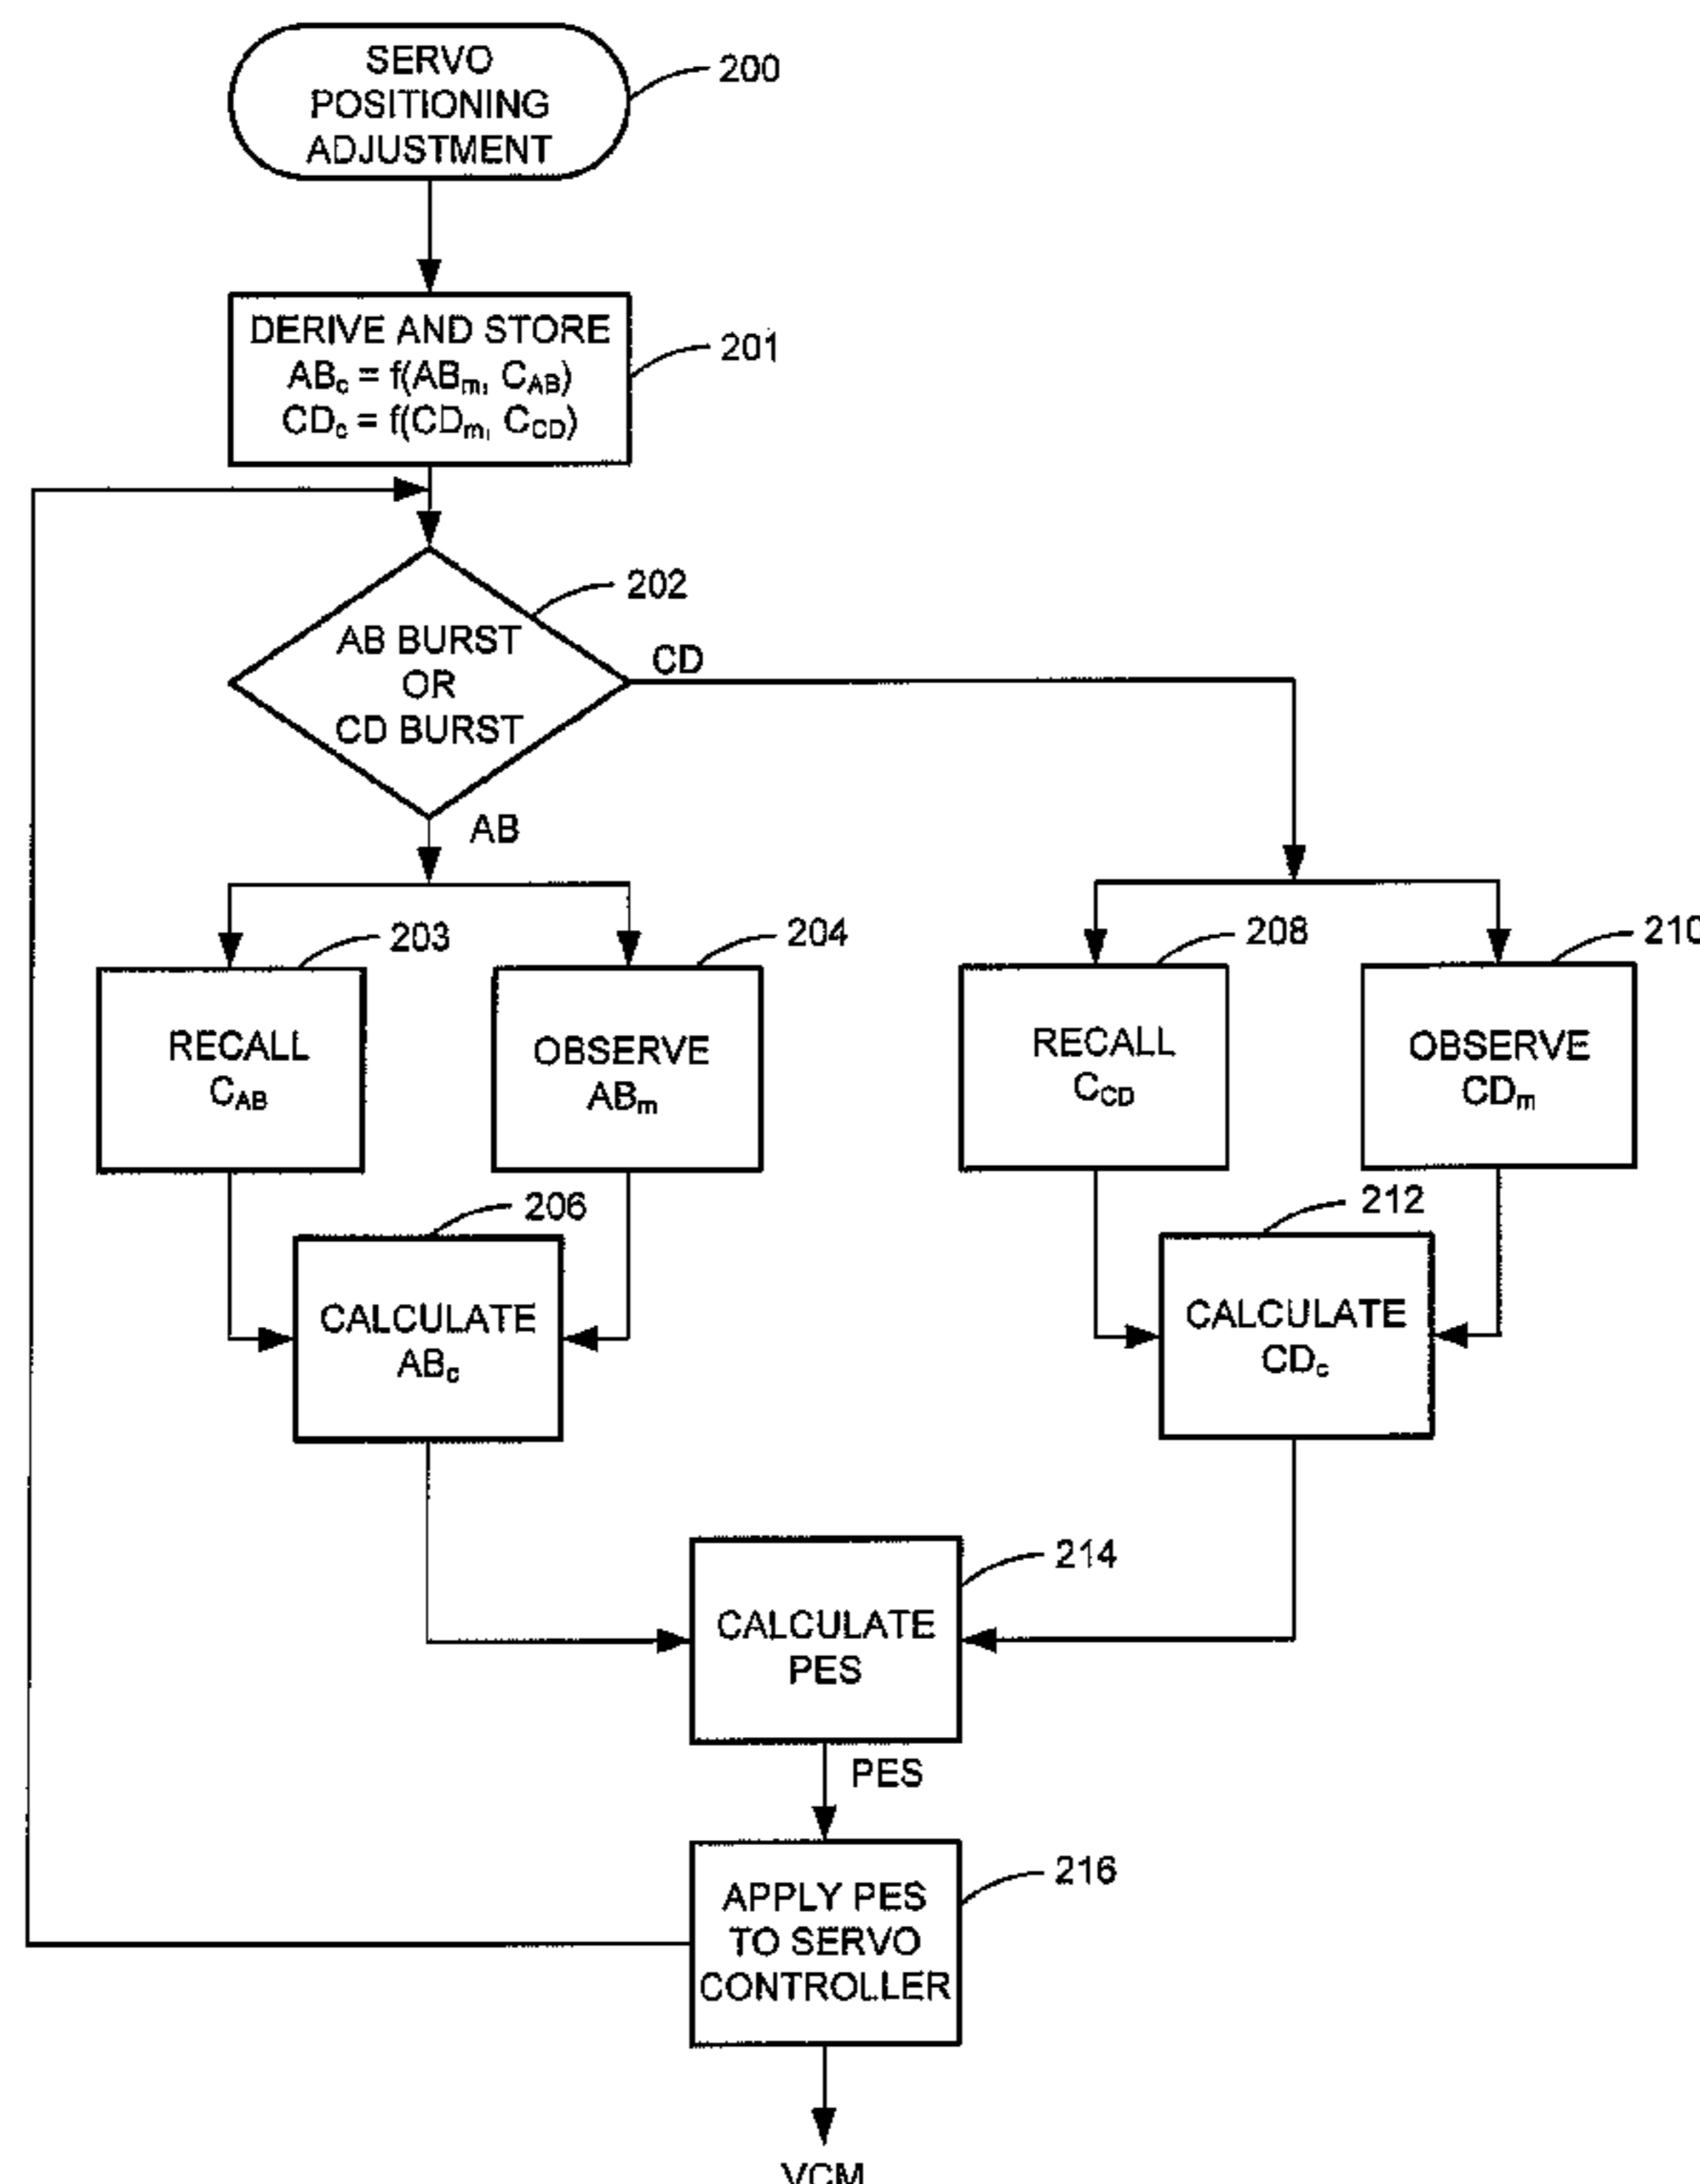 SERVO
POSITIONING
ADJUSTMENT
200
DERIVE AND STORE
ABc = f(ABm, CAB)
CDc = f(CDm, CCD)
201
202
AB BURST
OR
CD BURST
CD
AB
203
204
208
210
RECALL
CAB
OBSERVE
ABm
RECALL
CCD
OBSERVE
CDm
206
212
CALCULATE
ABc
CALCULATE
CDc
214
CALCULATE
PES
PES
216
APPLY PES
TO SERVO
CONTROLLER
VCM